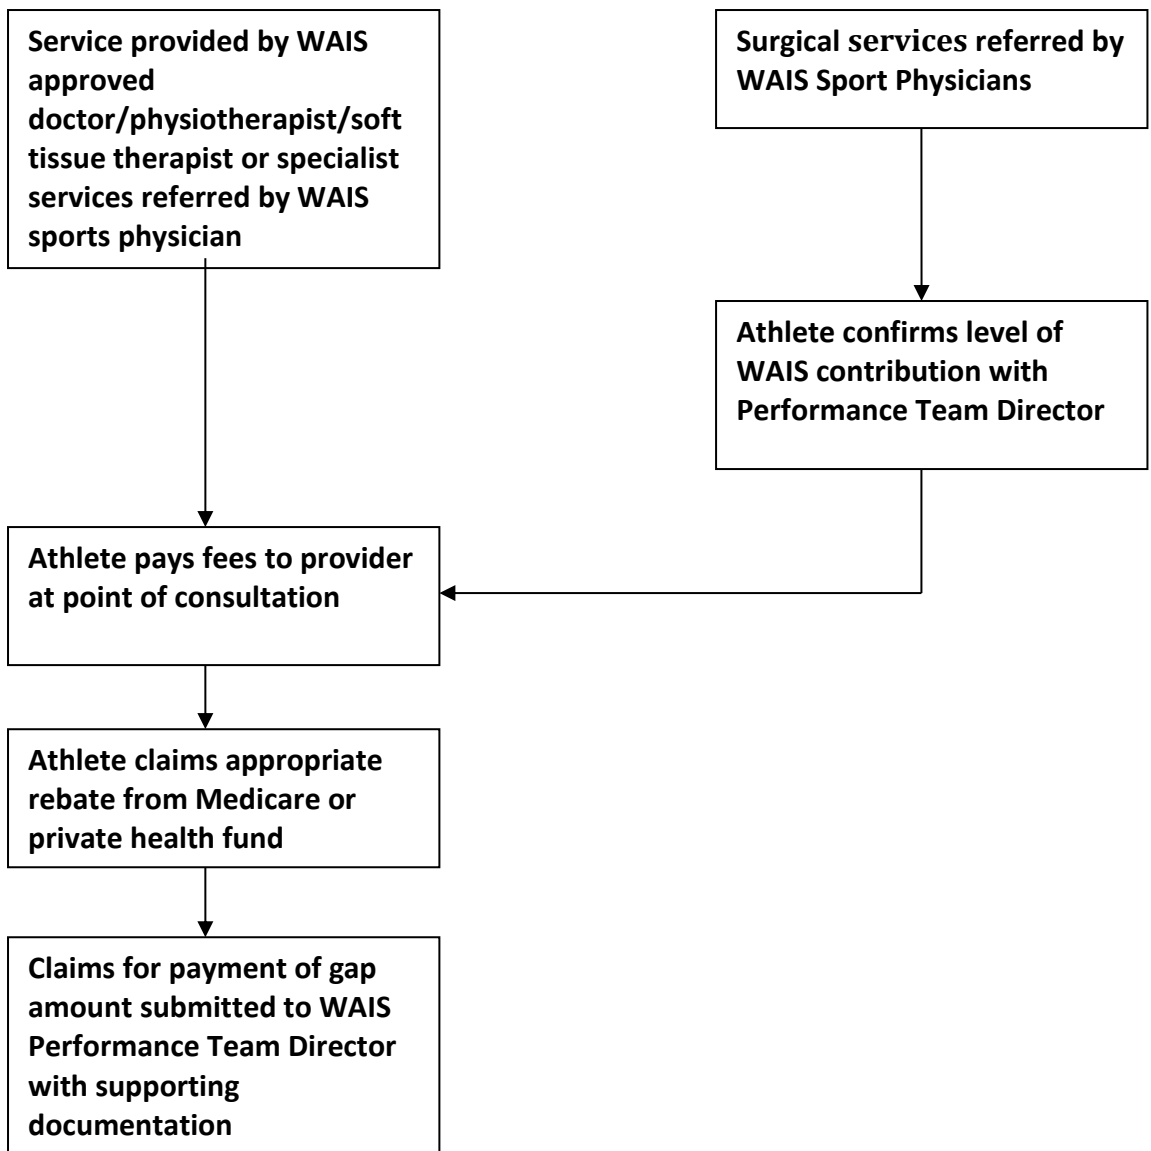 Service provided by WAIS
approved
doctor/physiotherapist/soft
tissue therapist or specialist
services referred by WAIS
sports physician
Surgical services referred by
WAIS Sport Physicians
Athlete confirms level of
WAIS contribution with
Performance Team Director
Athlete pays fees to provider
at point of consultation
Athlete claims appropriate
rebate from Medicare or
private health fund
Claims for payment of gap
amount submitted to WAIS
Performance Team Director
with supporting
documentation